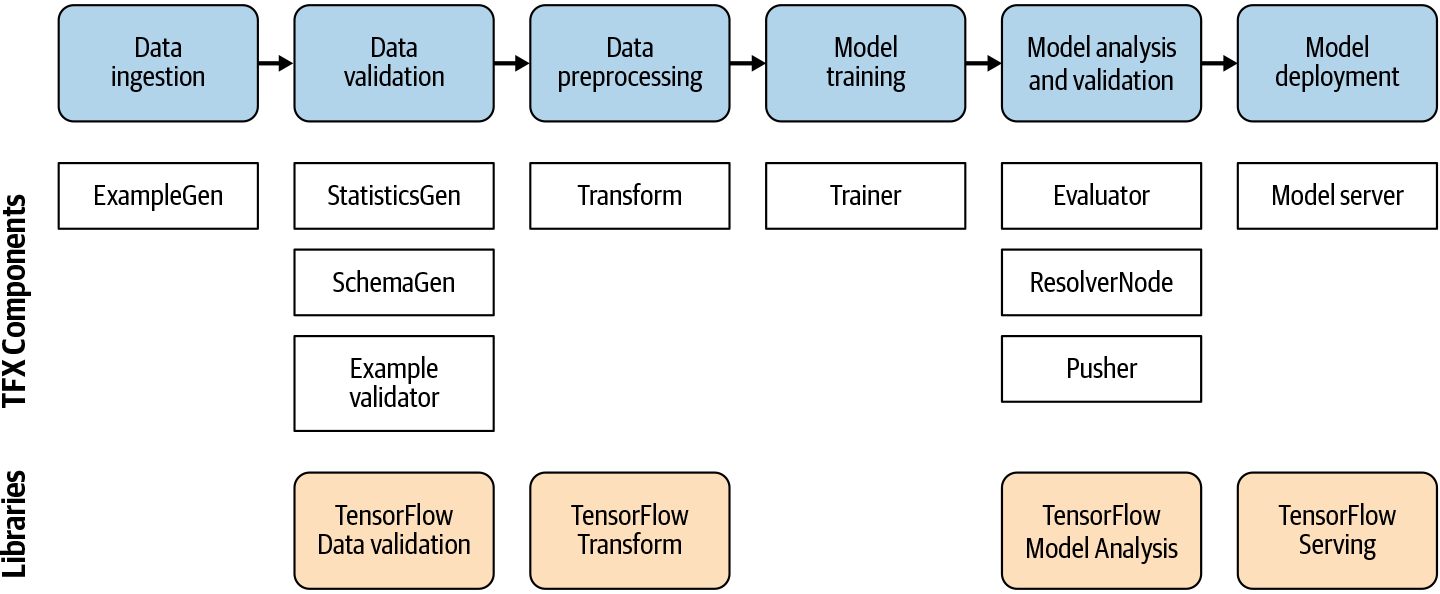 Data
ingestion
Data
validation
Data
preprocessing
Model
training
Model analysis
and validation
Model
deployment
TFX Components
ExampleGen
StatisticsGen
Transform
Trainer
Evaluator
Model server
SchemaGen
ResolverNode
Example
validator
Pusher
Libraries
TensorFlow
Data validation
TensorFlow
Transform
TensorFlow
Model Analysis
TensorFlow
Serving